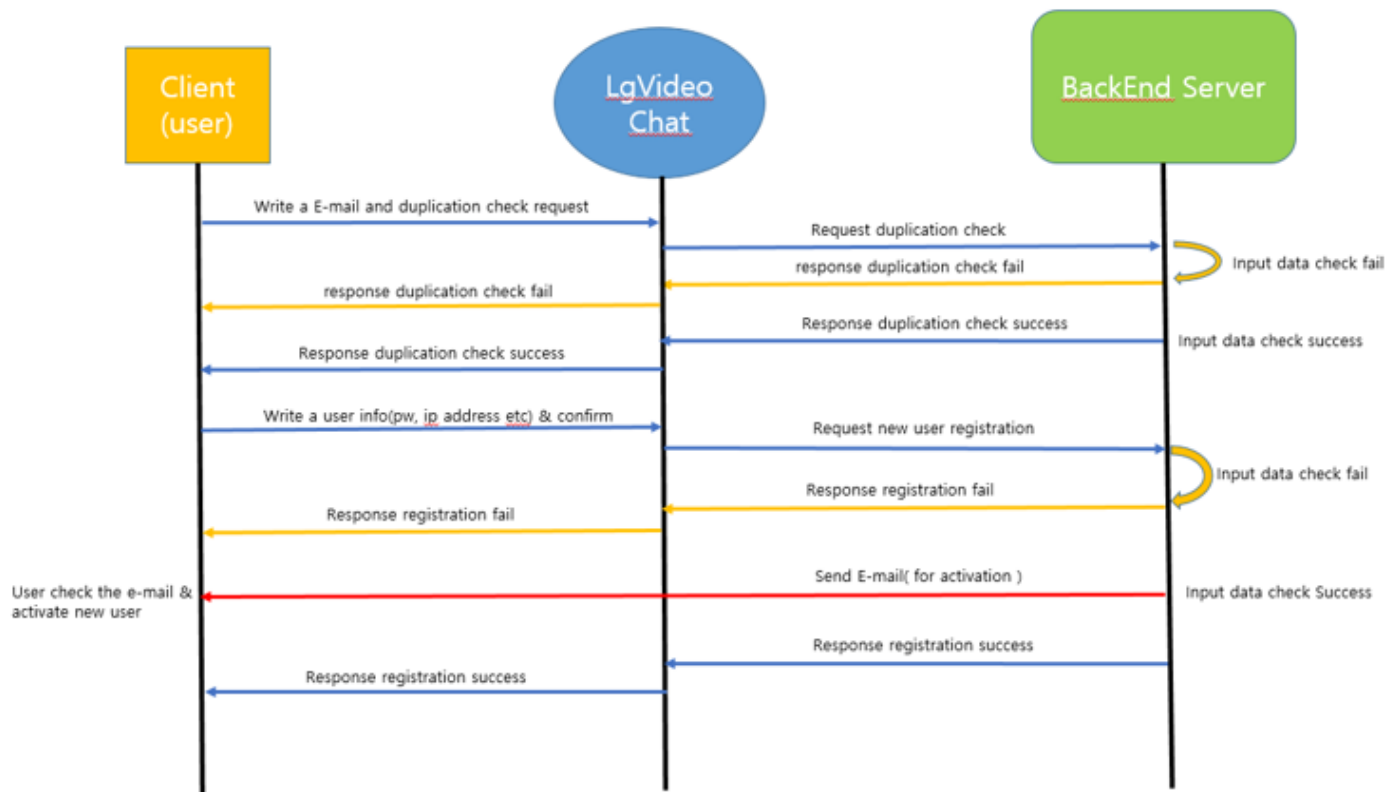 Client
(user)
LgVideo
Chat
BackEnd Server
Write a E-mail and duplication check request
Request duplication check
Input data check fail
response duplication check fail
response duplication check fail
Response duplication check success
Input data check success
Response duplication check success
Write a user info(pw, ip address etc) & confirm
Request new user registration
Input data check fail
Response registration fail
Response registration fail
Send E-mail( for activation )
User check the e-mail &
activate new user
Input data check Success
Response registration success
Response registration success